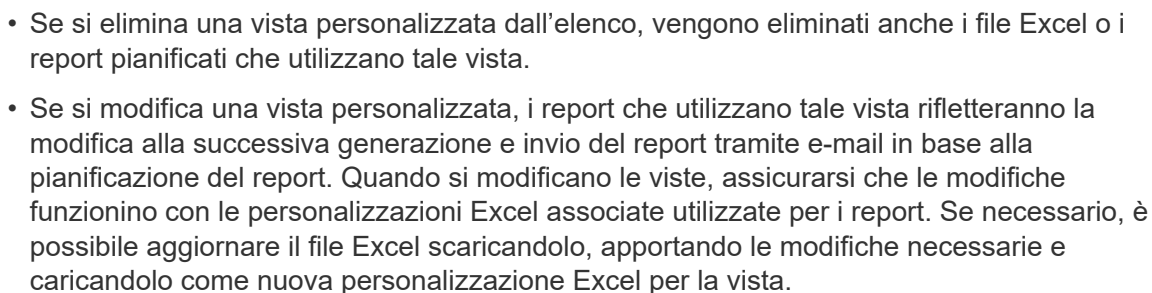 • Se si elimina una vista personalizzata dall’elenco, vengono eliminati anche i file Excel o i
report pianificati che utilizzano tale vista.
• Se si modifica una vista personalizzata, i report che utilizzano tale vista rifletteranno la
modifica alla successiva generazione e invio del report tramite e-mail in base alla
pianificazione del report. Quando si modificano le viste, assicurarsi che le modifiche
funzionino con le personalizzazioni Excel associate utilizzate per i report. Se necessario, è
possibile aggiornare il file Excel scaricandolo, apportando le modifiche necessarie e
caricandolo come nuova personalizzazione Excel per la vista.